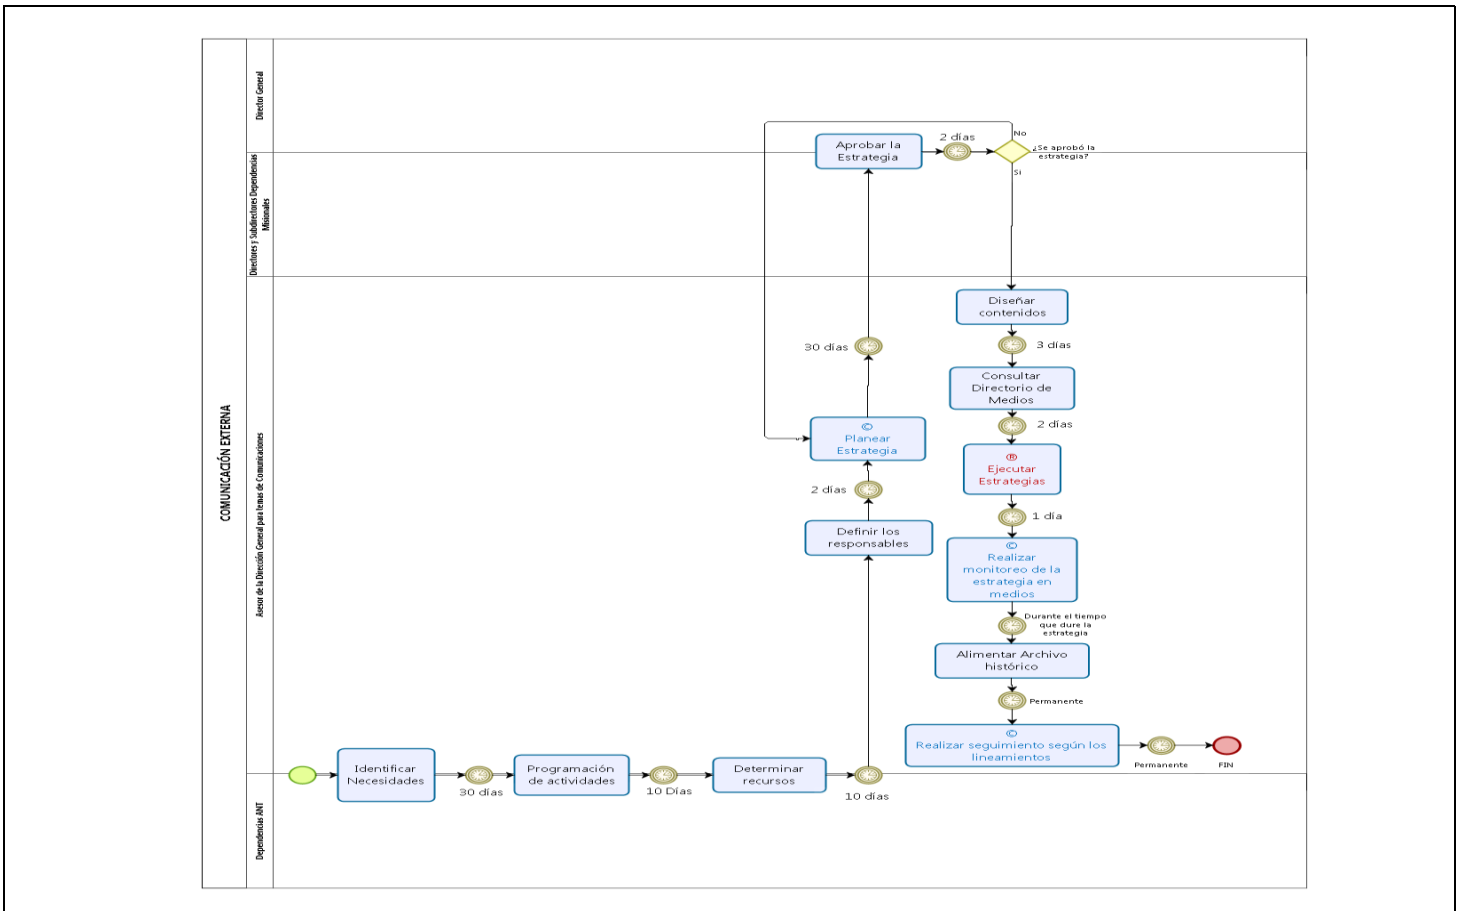 COMUNICACIÓN EXTERNA
Director General
Directores y Subdirectores Dependencias
Misionales
Asesor de la Dirección General para temas de Comunicaciones
Dependencias ANT
Identificar
Necesidades
30 días
Programación
de actividades
10 Días
Determinar
recursos
10 días
Definir los
responsables
2 días
©
Planear
Estrategia
30 días
Aprobar la
Estrategia
2 días
No
¿Se aprobó la
estrategia?
Si
Diseñar
contenidos
3 días
Consultar
Directorio de
Medios
2 días
®
Ejecutar
Estrategias
1 día
©
Realizar
monitoreo de la
estrategia en
medios
Durante el tiempo
que dure la
estrategia
Alimentar Archivo
histórico
Permanente
©
Realizar seguimiento según los
lineamientos
Permanente
FIN